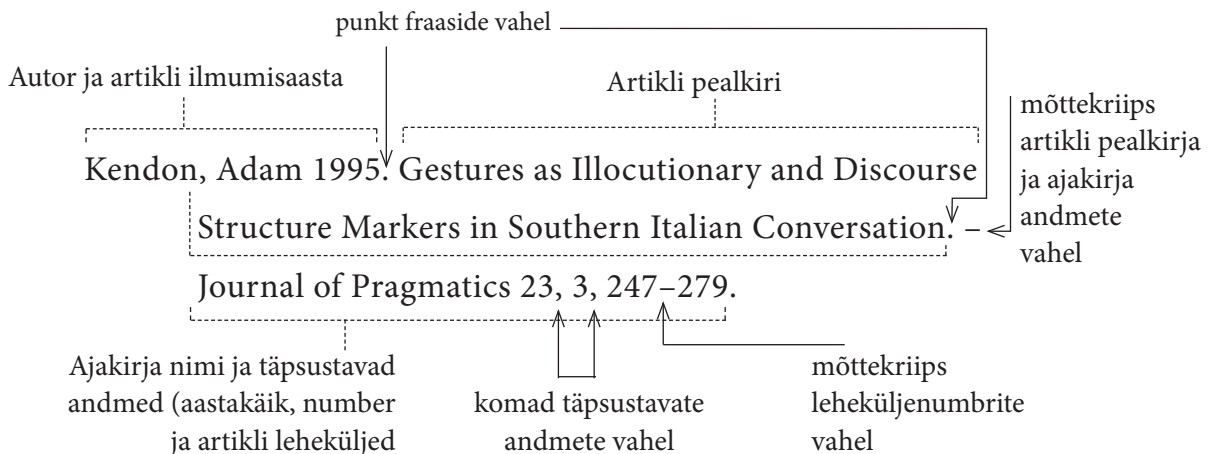 punkt fraaside vahel
Autor ja artikli ilmumisaasta
Artikli pealkiri
mõttekriips
artikli pealkirja
ja ajakirja
andmete
vahel
Kendon, Adam 1995. Gestures as Illocutionary and Discourse
Structure Markers in Southern Italian Conversation. –
Journal of Pragmatics 23, 3, 247–279.
Ajakirja nimi ja täpsustavad
andmed (aastakäik, number
ja artikli leheküljed
komad täpsustavate
andmete vahel
mõttekriips
leheküljenumbrite
vahel